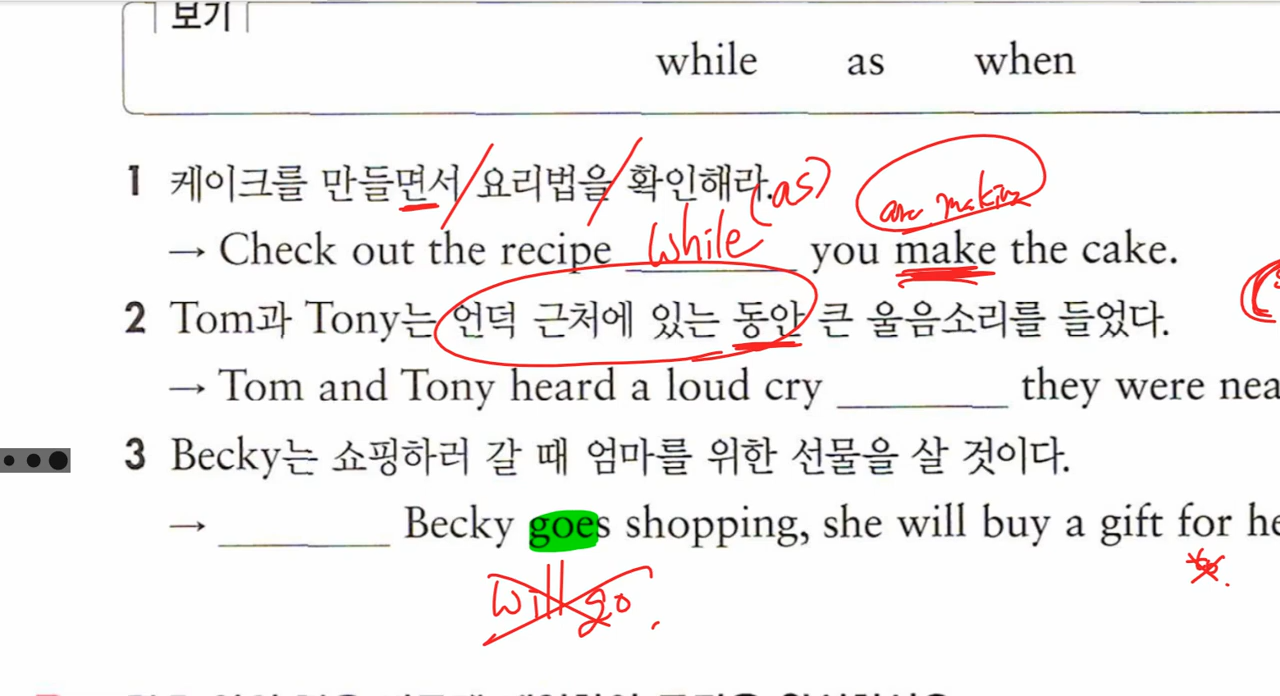 보기
while as when
(as) are making
1 케이크를 만들면서/요리법을/확인해라.
→ Check out the recipe while you make the cake.
2 Tom과 Tony는 언덕 근처에 있는 동안 큰 울음소리를 들었다.
→ Tom and Tony heard a loud cry ________ they were nea
3 Becky는 쇼핑하러 갈 때 엄마를 위한 선물을 살 것이다.
→ ________ Becky goes shopping, she will buy a gift for he
will go.